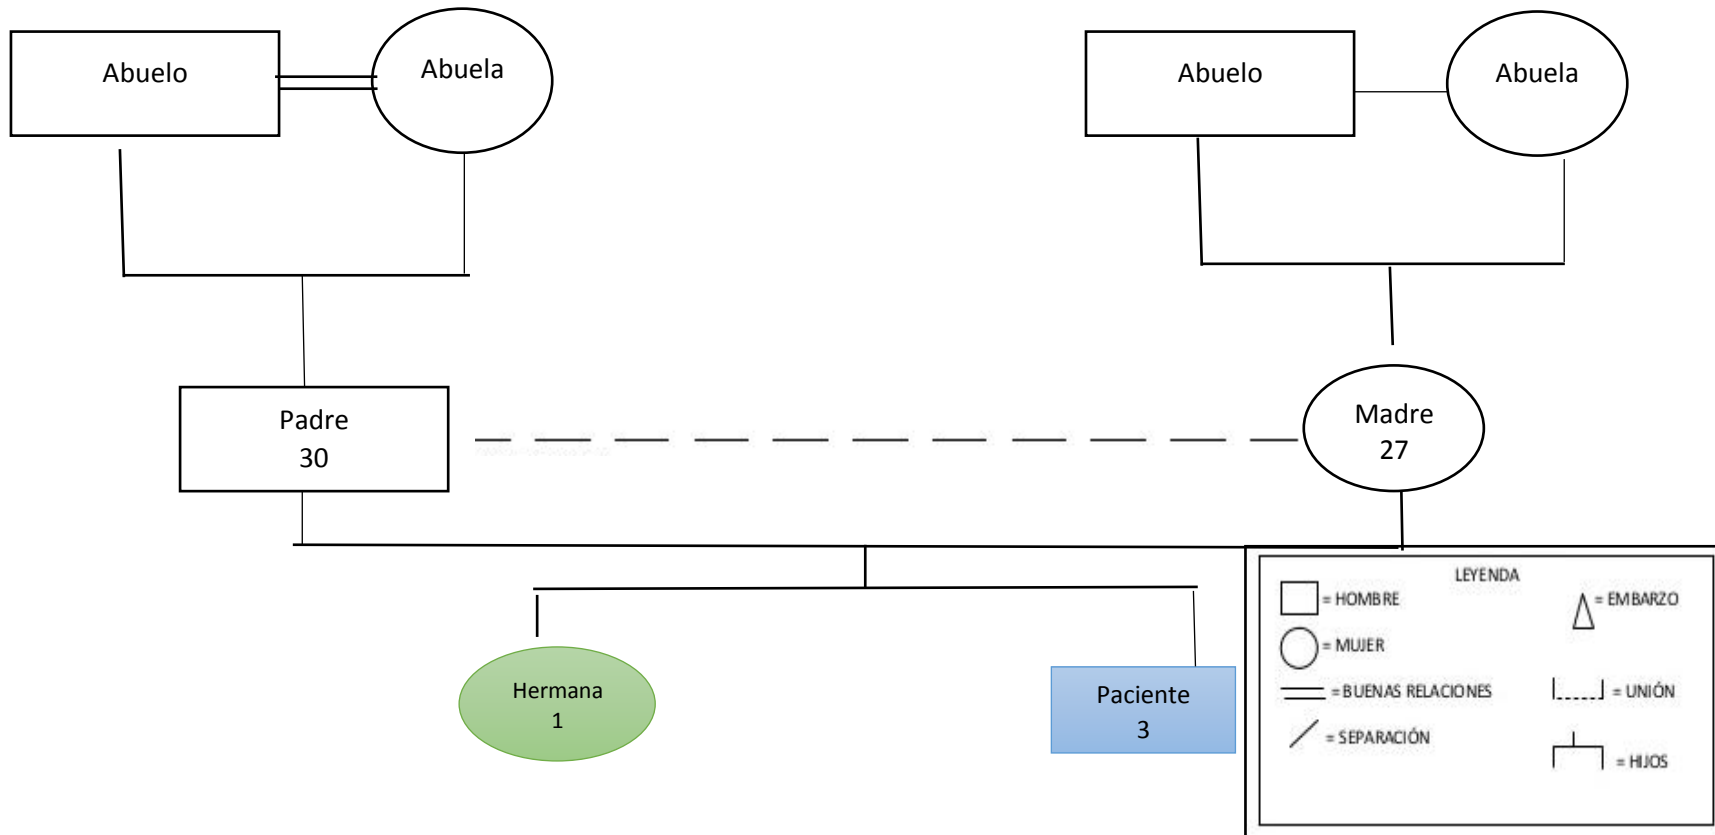 Abuelo
Abuela
Abuelo
Abuela
Padre
30
Madre
27
Hermana
1
Paciente
3
LEYENDA
= HOMBRE
= EMBARZO
= MUJER
= BUENAS RELACIONES
= UNIÓN
= SEPARACIÓN
= HIJOS